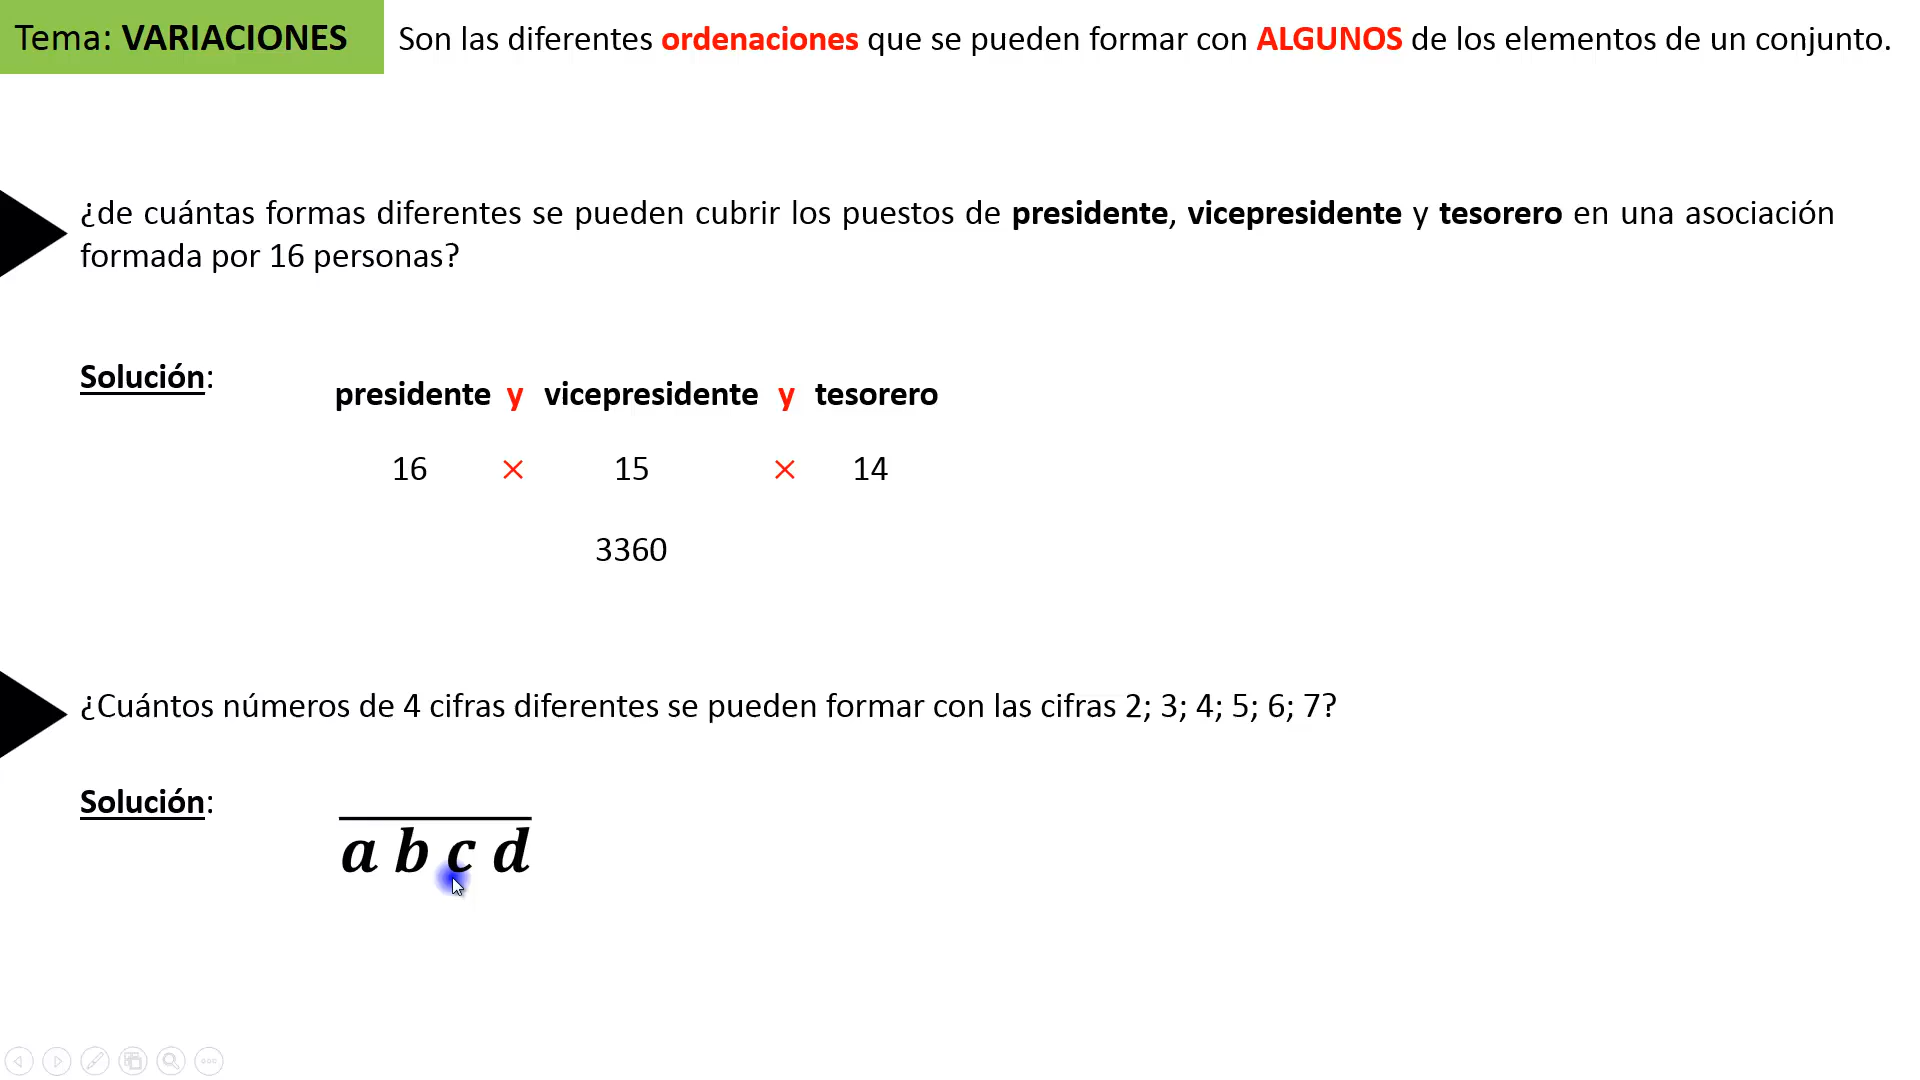 Tema: VARIACIONES
Son las diferentes ordenaciones que se pueden formar con ALGUNOS de los elementos de un conjunto.
¿de cuántas formas diferentes se pueden cubrir los puestos de presidente, vicepresidente y tesorero en una asociación
formada por 16 personas?
Solución:
presidente y vicepresidente y tesorero
16 × 15 × 14
3360
¿Cuántos números de 4 cifras diferentes se pueden formar con las cifras 2; 3; 4; 5; 6; 7?
Solución:
a b c d